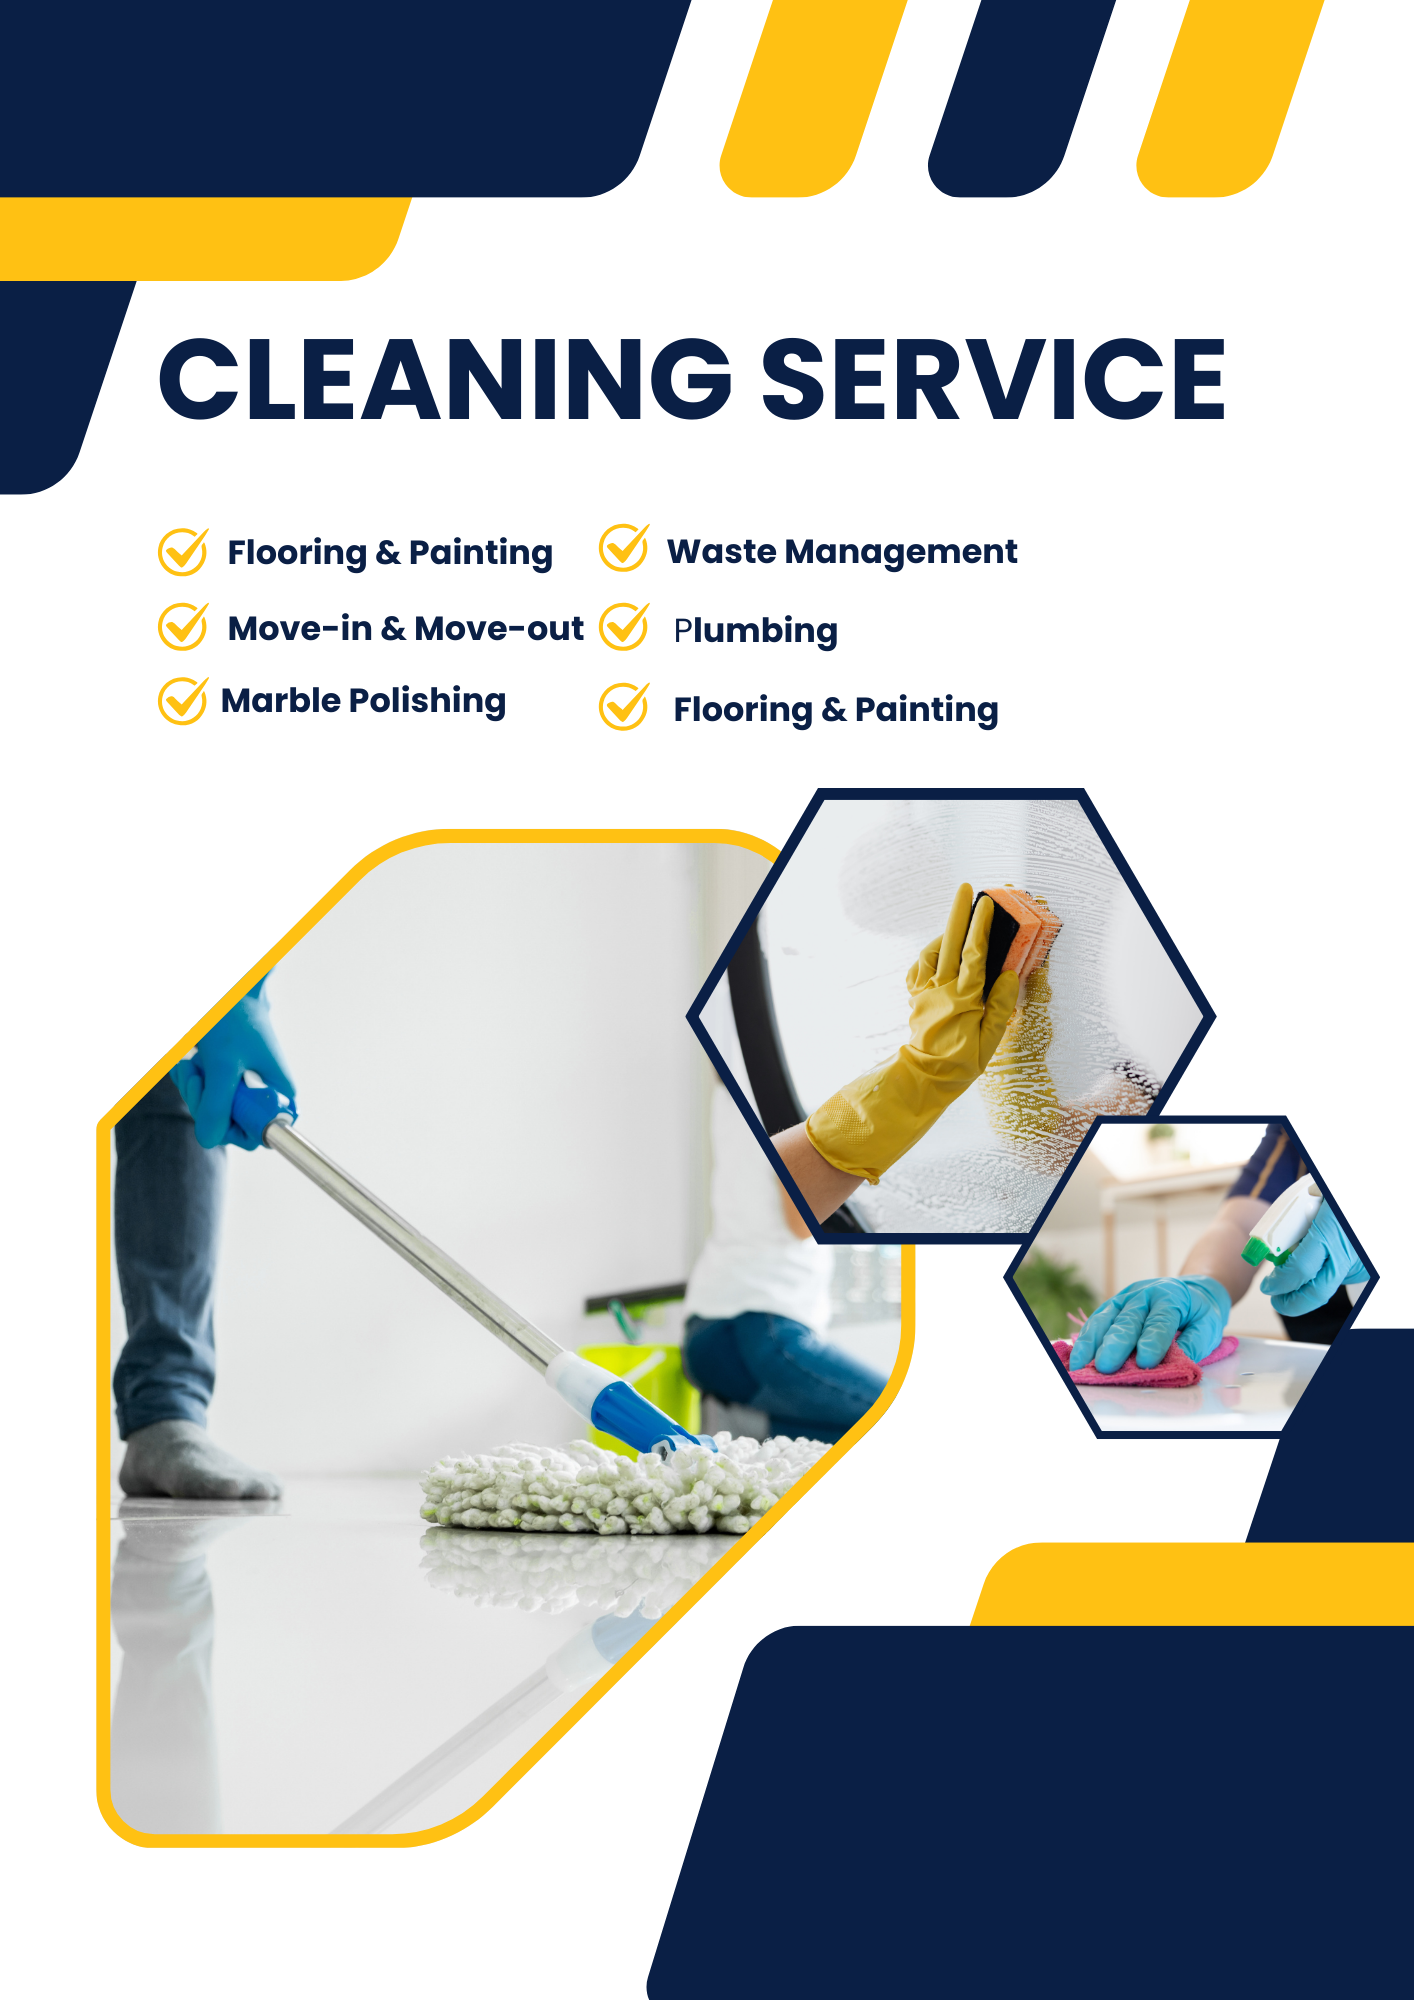 CLEANING SERVICE
Flooring & Painting
Waste Management
Move-in & Move-out
Plumbing
Marble Polishing
Flooring & Painting